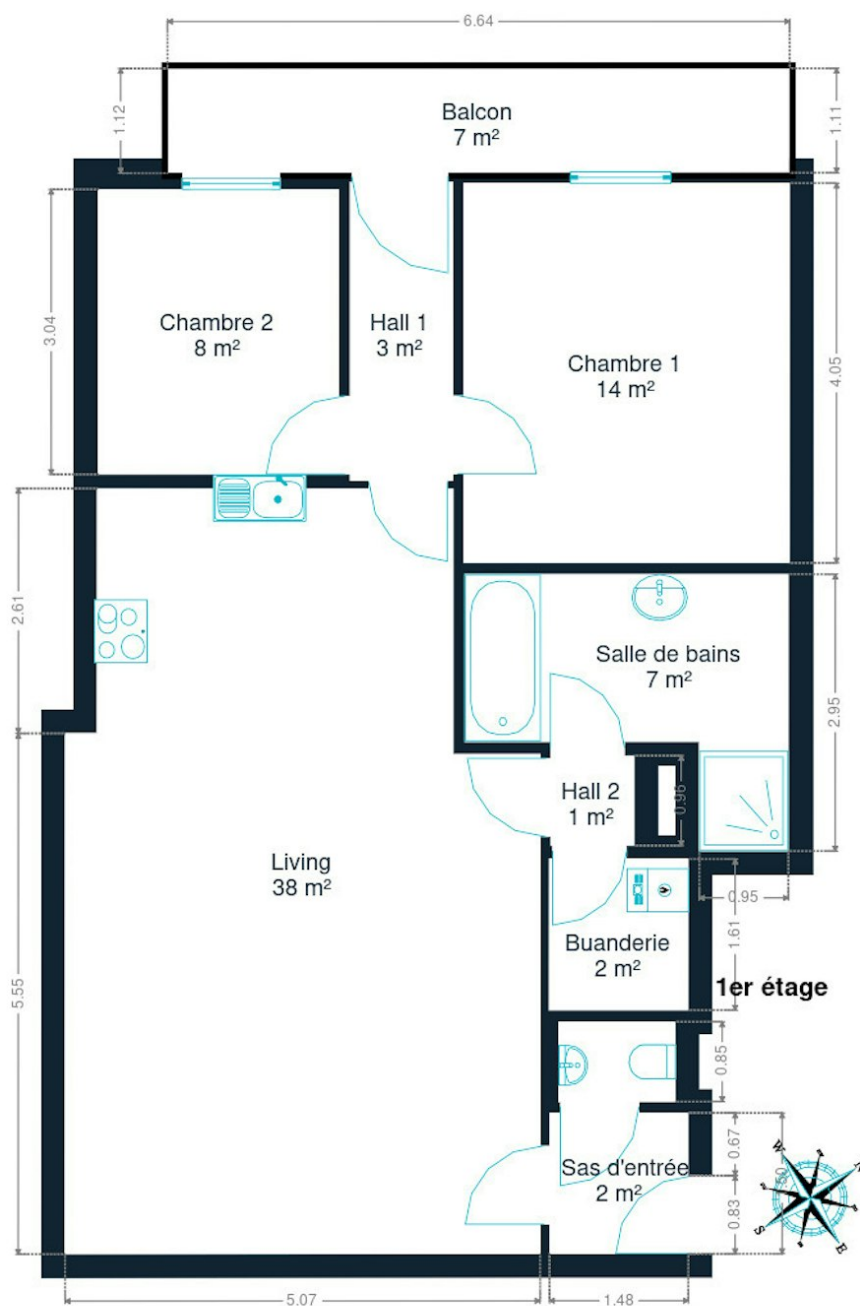 6.64
1.12
Balcon
7 m²
1.11
3.04
Chambre 2
8 m²
Hall 1
3 m²
Chambre 1
14 m²
4.05
2.61
Salle de bains
7 m²
2.95
Hall 2
1 m²
0.96
Living
38 m²
0.95
Buanderie
2 m²
1.61
1er étage
5.55
0.85
0.67
Sas d'entrée
2 m²
0.83
W
S
E
5.07
1.48